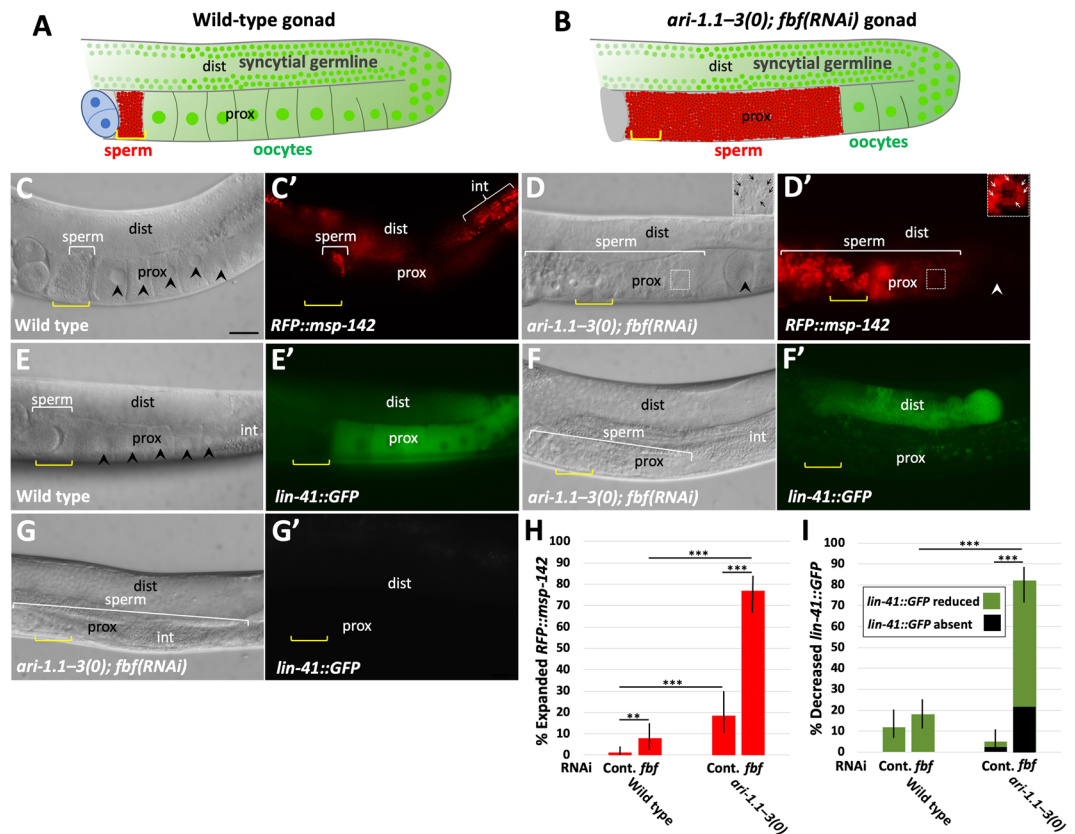 A
Wild-type gonad
dist
syncytial germline
prox
sperm
oocytes
B
ari-1.1–3(0); fbf(RNAi) gonad
dist
syncytial germline
prox
sperm
oocytes
C
dist
sperm
prox
Wild type
C’
int
sperm
dist
prox
RFP::msp-142
D
dist
sperm
prox
ari-1.1–3(0); fbf(RNAi)
D’
dist
sperm
prox
RFP::msp-142
E
dist
sperm
prox
int
Wild type
E’
dist
prox
lin-41::GFP
F
dist
sperm
int
prox
ari-1.1–3(0); fbf(RNAi)
F’
dist
prox
lin-41::GFP
G
dist
sperm
prox
int
ari-1.1–3(0); fbf(RNAi)
G’
dist
prox
lin-41::GFP
H
% Expanded RFP::msp-142
100
90
80
70
60
50
40
30
20
10
0
***
***
***
**
RNAi
Cont. fbf
Cont. fbf
Wild type
ari-1.1–3(0)
I
% Decreased lin-41::GFP
100
90
80
70
60
50
40
30
20
10
0
***
***
lin-41::GFP reduced
lin-41::GFP absent
RNAi
Cont. fbf
Cont. fbf
Wild type
ari-1.1–3(0)